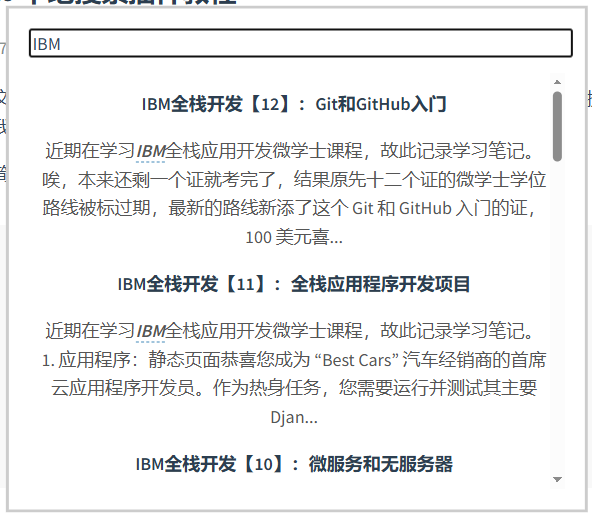 IBM
IBM全栈开发【12】：Git和GitHub入门
近期在学习IBM全栈应用开发微学士课程，故此记录学习笔记。
唉，本来还剩一个证就考完了，结果原先十二个证的微学士学位
路线被标过期，最新的路线新添了这个 Git 和 GitHub 入门的证，
100 美元喜...
IBM全栈开发【11】：全栈应用程序开发项目
近期在学习IBM全栈应用开发微学士课程，故此记录学习笔记。
1. 应用程序：静态页面恭喜您成为 “Best Cars” 汽车经销商的首席
云应用程序开发员。作为热身任务，您需要运行并测试其主要
Djan...
IBM全栈开发【10】：微服务和无服务器